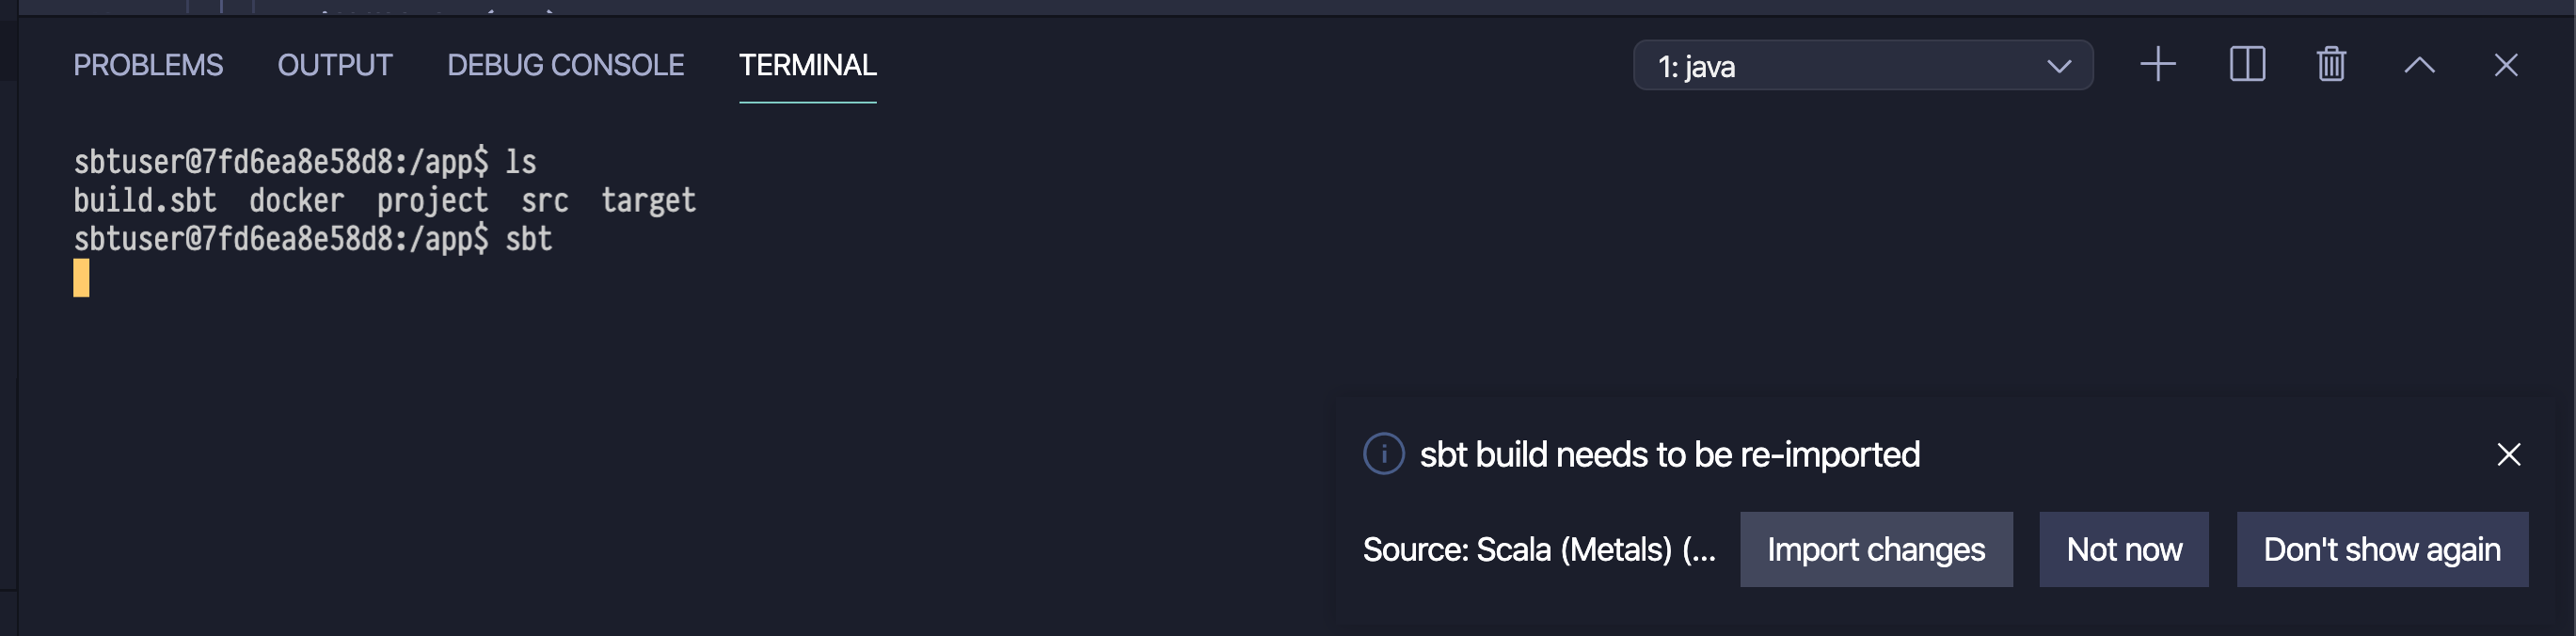 PROBLEMS OUTPUT DEBUG CONSOLE TERMINAL 1: java
sbtuser@7fd6ea8e58d8:/app$ ls
build.sbt  docker  project  src  target
sbtuser@7fd6ea8e58d8:/app$ sbt
sbt build needs to be re-imported
Source: Scala (Metals) (... Import changes Not now Don't show again